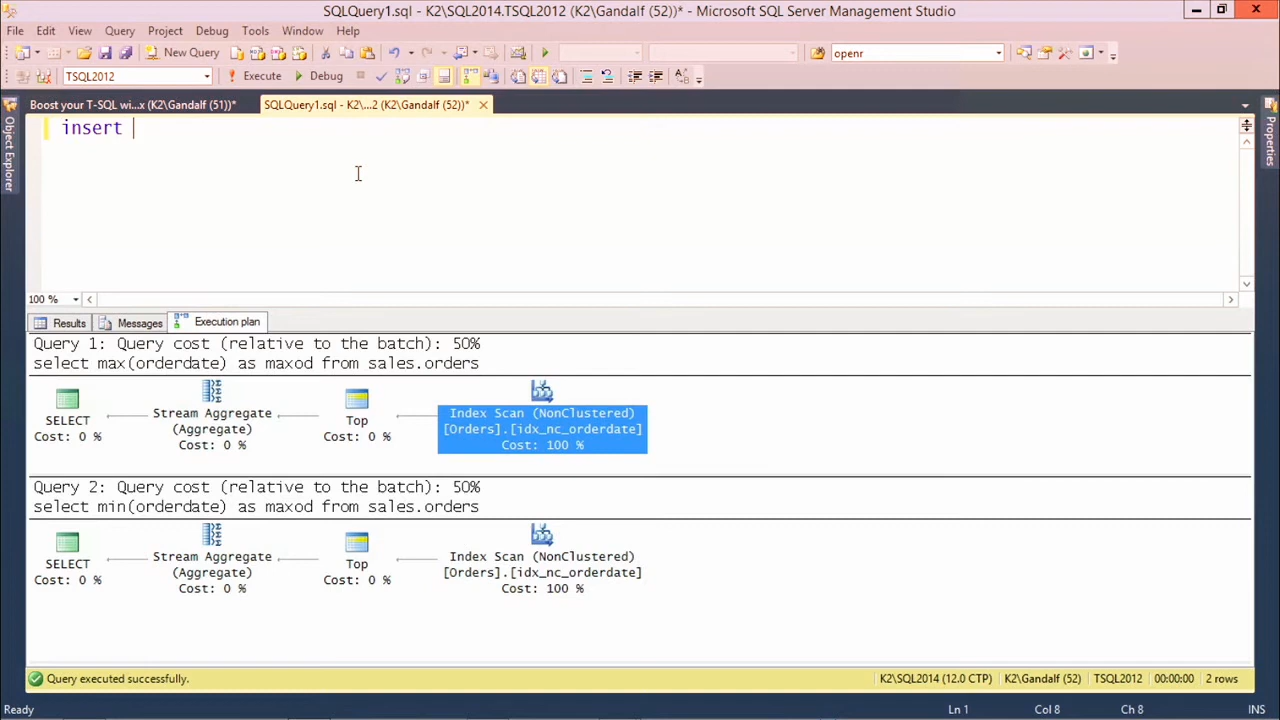 SQLQuery1.sql - K2\SQL2014.TSQL2012 (K2\Gandalf (52))* - Microsoft SQL Server Management Studio
File Edit View Query Project Debug Tools Window Help
New Query openr
TSQL2012 Execute Debug
Boost your T-SQL wi...x (K2\Gandalf (51))* SQLQuery1.sql - K2\...2 (K2\Gandalf (52))*
Object Explorer
Properties
insert
100 %
Results Messages Execution plan
Query 1: Query cost (relative to the batch): 50%
select max(orderdate) as maxod from sales.orders
SELECT
Cost: 0 %
Stream Aggregate
(Aggregate)
Cost: 0 %
Top
Cost: 0 %
Index Scan (NonClustered)
[Orders].[idx_nc_orderdate]
Cost: 100 %
Query 2: Query cost (relative to the batch): 50%
select min(orderdate) as maxod from sales.orders
SELECT
Cost: 0 %
Stream Aggregate
(Aggregate)
Cost: 0 %
Top
Cost: 0 %
Index Scan (NonClustered)
[Orders].[idx_nc_orderdate]
Cost: 100 %
Query executed successfully. K2\SQL2014 (12.0 CTP) K2\Gandalf (52) TSQL2012 00:00:00 2 rows
Ready Ln 1 Col 8 Ch 8 INS